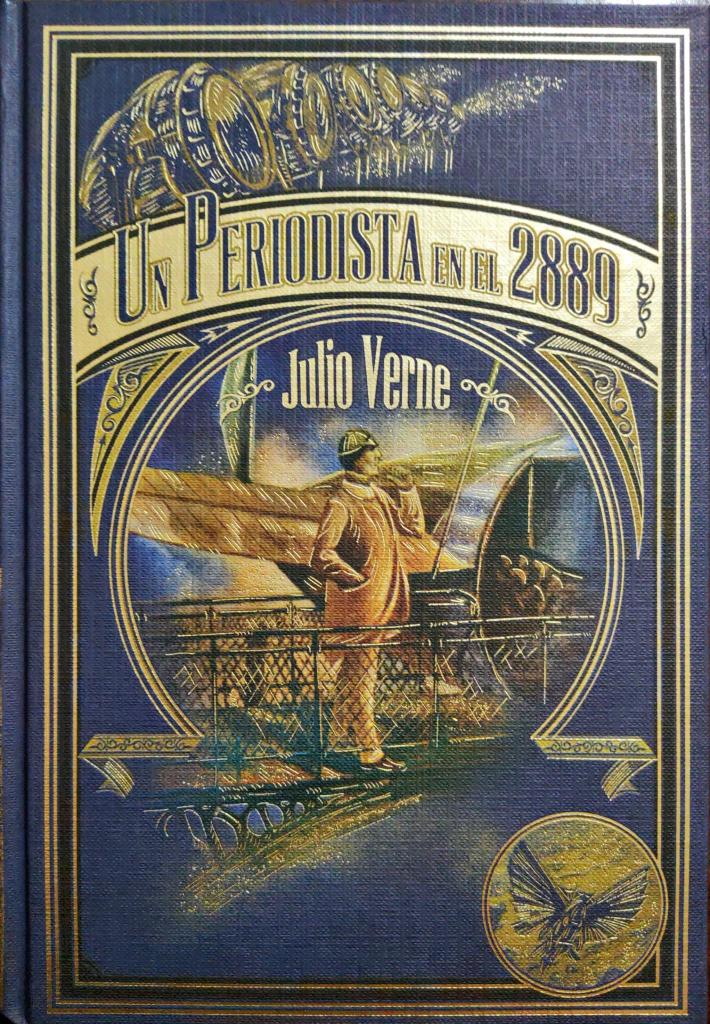 UN PERIODISTA EN EL 2889
Julio Verne